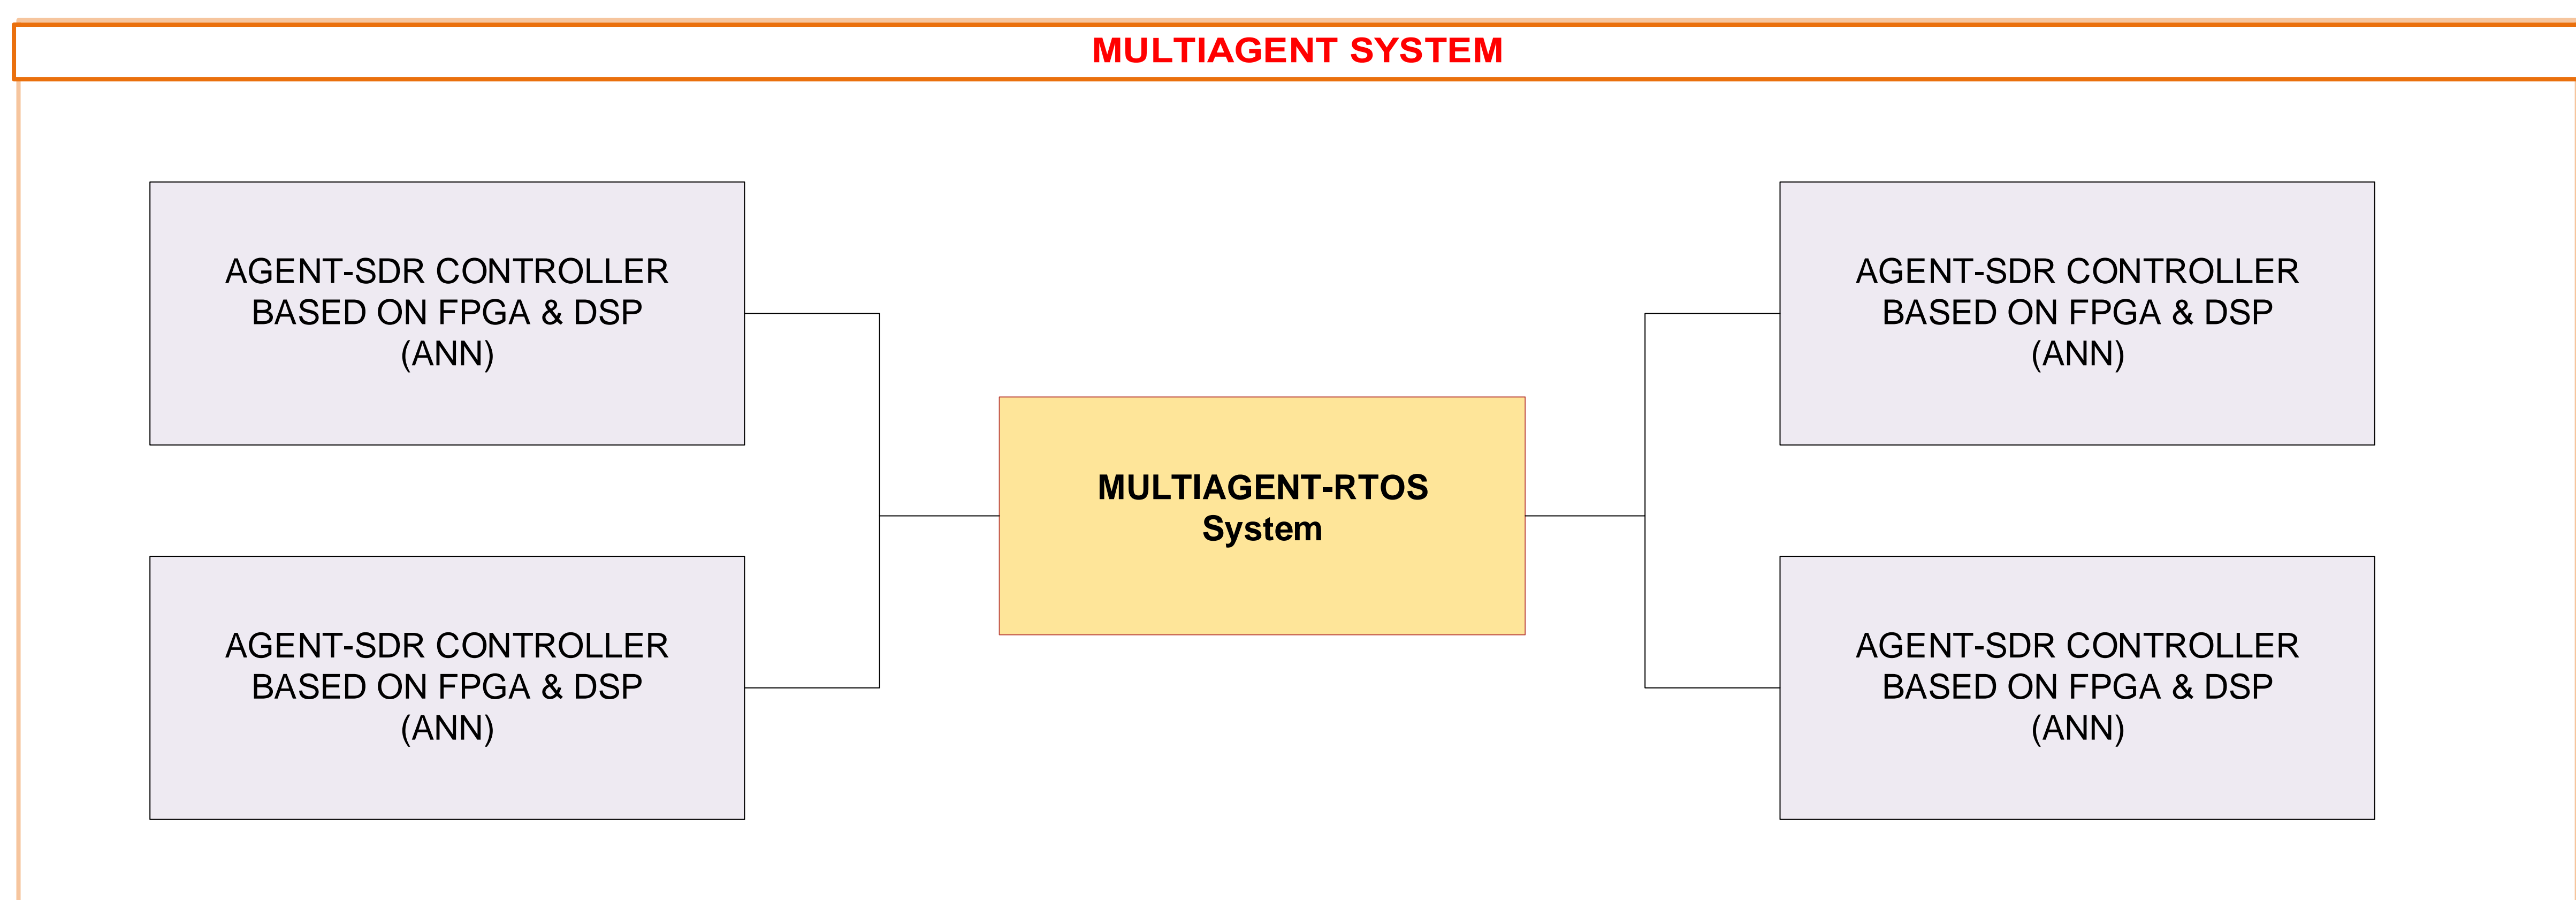 MULTIAGENT SYSTEM
AGENT-SDR CONTROLLER
BASED ON FPGA & DSP
(ANN)
AGENT-SDR CONTROLLER
BASED ON FPGA & DSP
(ANN)
MULTIAGENT-RTOS
System
AGENT-SDR CONTROLLER
BASED ON FPGA & DSP
(ANN)
AGENT-SDR CONTROLLER
BASED ON FPGA & DSP
(ANN)